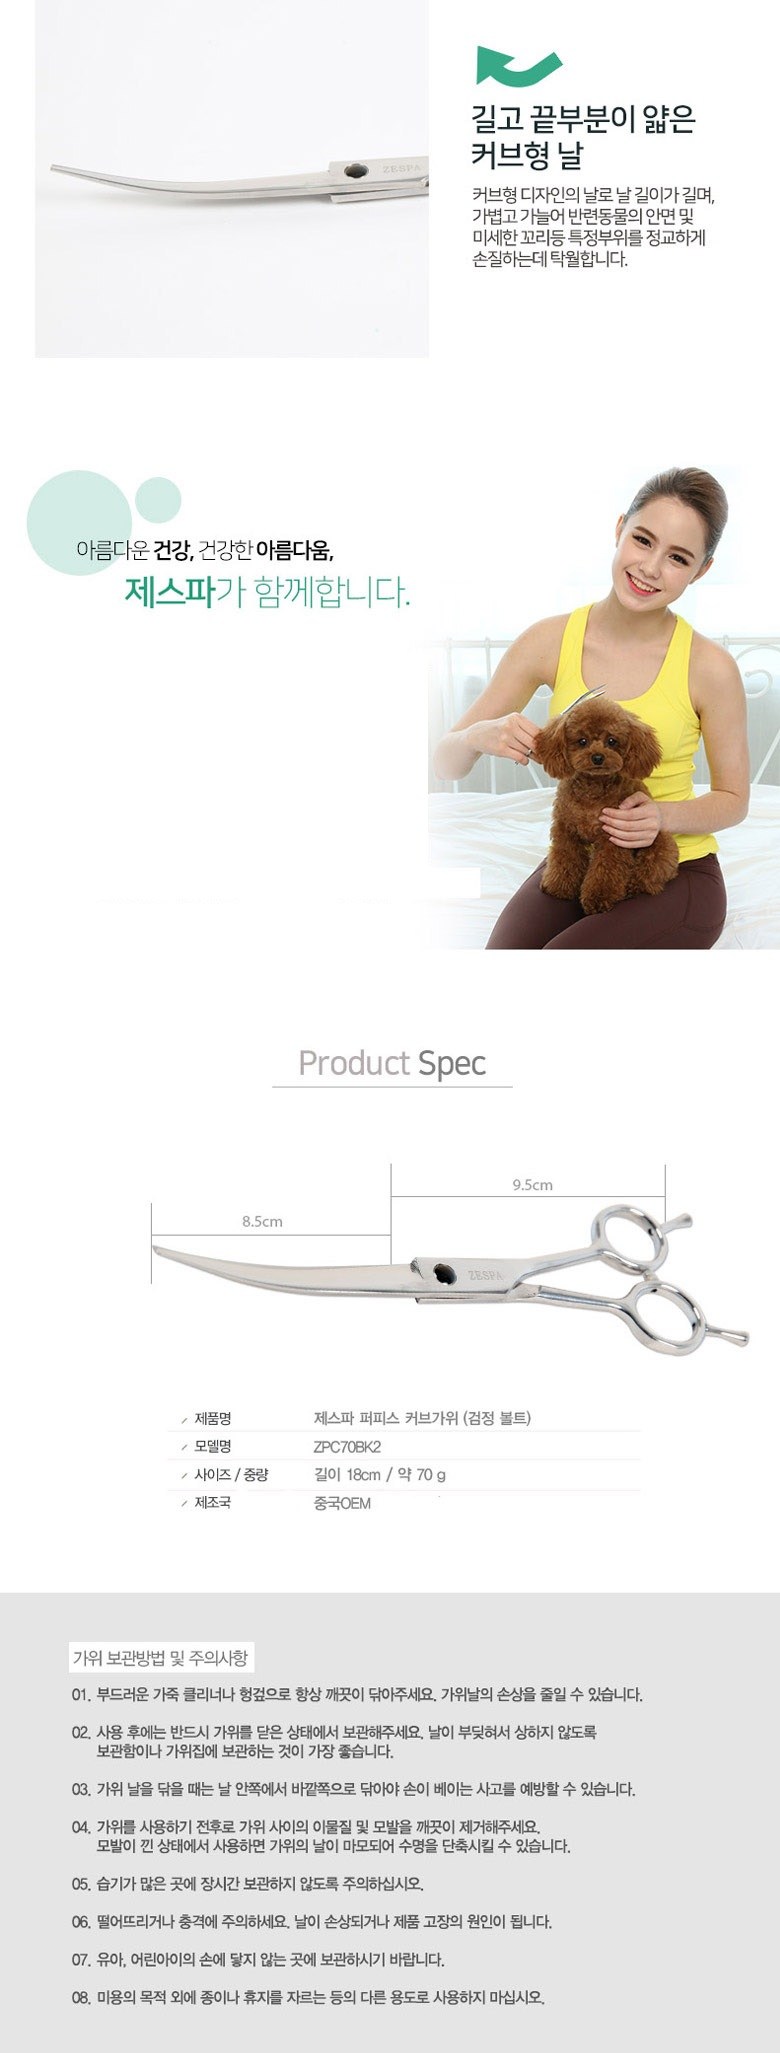 ZESPA
길고 끝부분이 얇은
커브형 날
커브형 디자인의 날로 날 길이가 길며,
가볍고 가늘어 반련동물의 안면 및
미세한 꼬리등 특정부위를 정교하게
손질하는데 탁월합니다.
아름다운 건강, 건강한 아름다움,
제스파가 함께합니다.
Product Spec
9.5cm
8.5cm
ZESPA
제품명 제스파 퍼피스 커브가위 (검정 볼트)
모델명 ZPC70BK2
사이즈 / 중량 길이 18cm / 약 70 g
제조국 중국OEM
가위 보관방법 및 주의사항
01. 부드러운 가죽 클리너나 헝겊으로 항상 깨끗이 닦아주세요. 가위날의 손상을 줄일 수 있습니다.
02. 사용 후에는 반드시 가위를 닫은 상태에서 보관해주세요. 날이 부딪혀서 상하지 않도록
보관함이나 가위집에 보관하는 것이 가장 좋습니다.
03. 가위 날을 닦을 때는 날 안쪽에서 바깥쪽으로 닦아야 손이 베이는 사고를 예방할 수 있습니다.
04. 가위를 사용하기 전후로 가위 사이의 이물질 및 모발을 깨끗이 제거해주세요.
모발이 낀 상태에서 사용하면 가위의 날이 마모되어 수명을 단축시킬 수 있습니다.
05. 습기가 많은 곳에 장시간 보관하지 않도록 주의하십시오.
06. 떨어뜨리거나 충격에 주의하세요. 날이 손상되거나 제품 고장의 원인이 됩니다.
07. 유아, 어린아이의 손에 닿지 않는 곳에 보관하시기 바랍니다.
08. 미용의 목적 외에 종이나 휴지를 자르는 등의 다른 용도로 사용하지 마십시오.